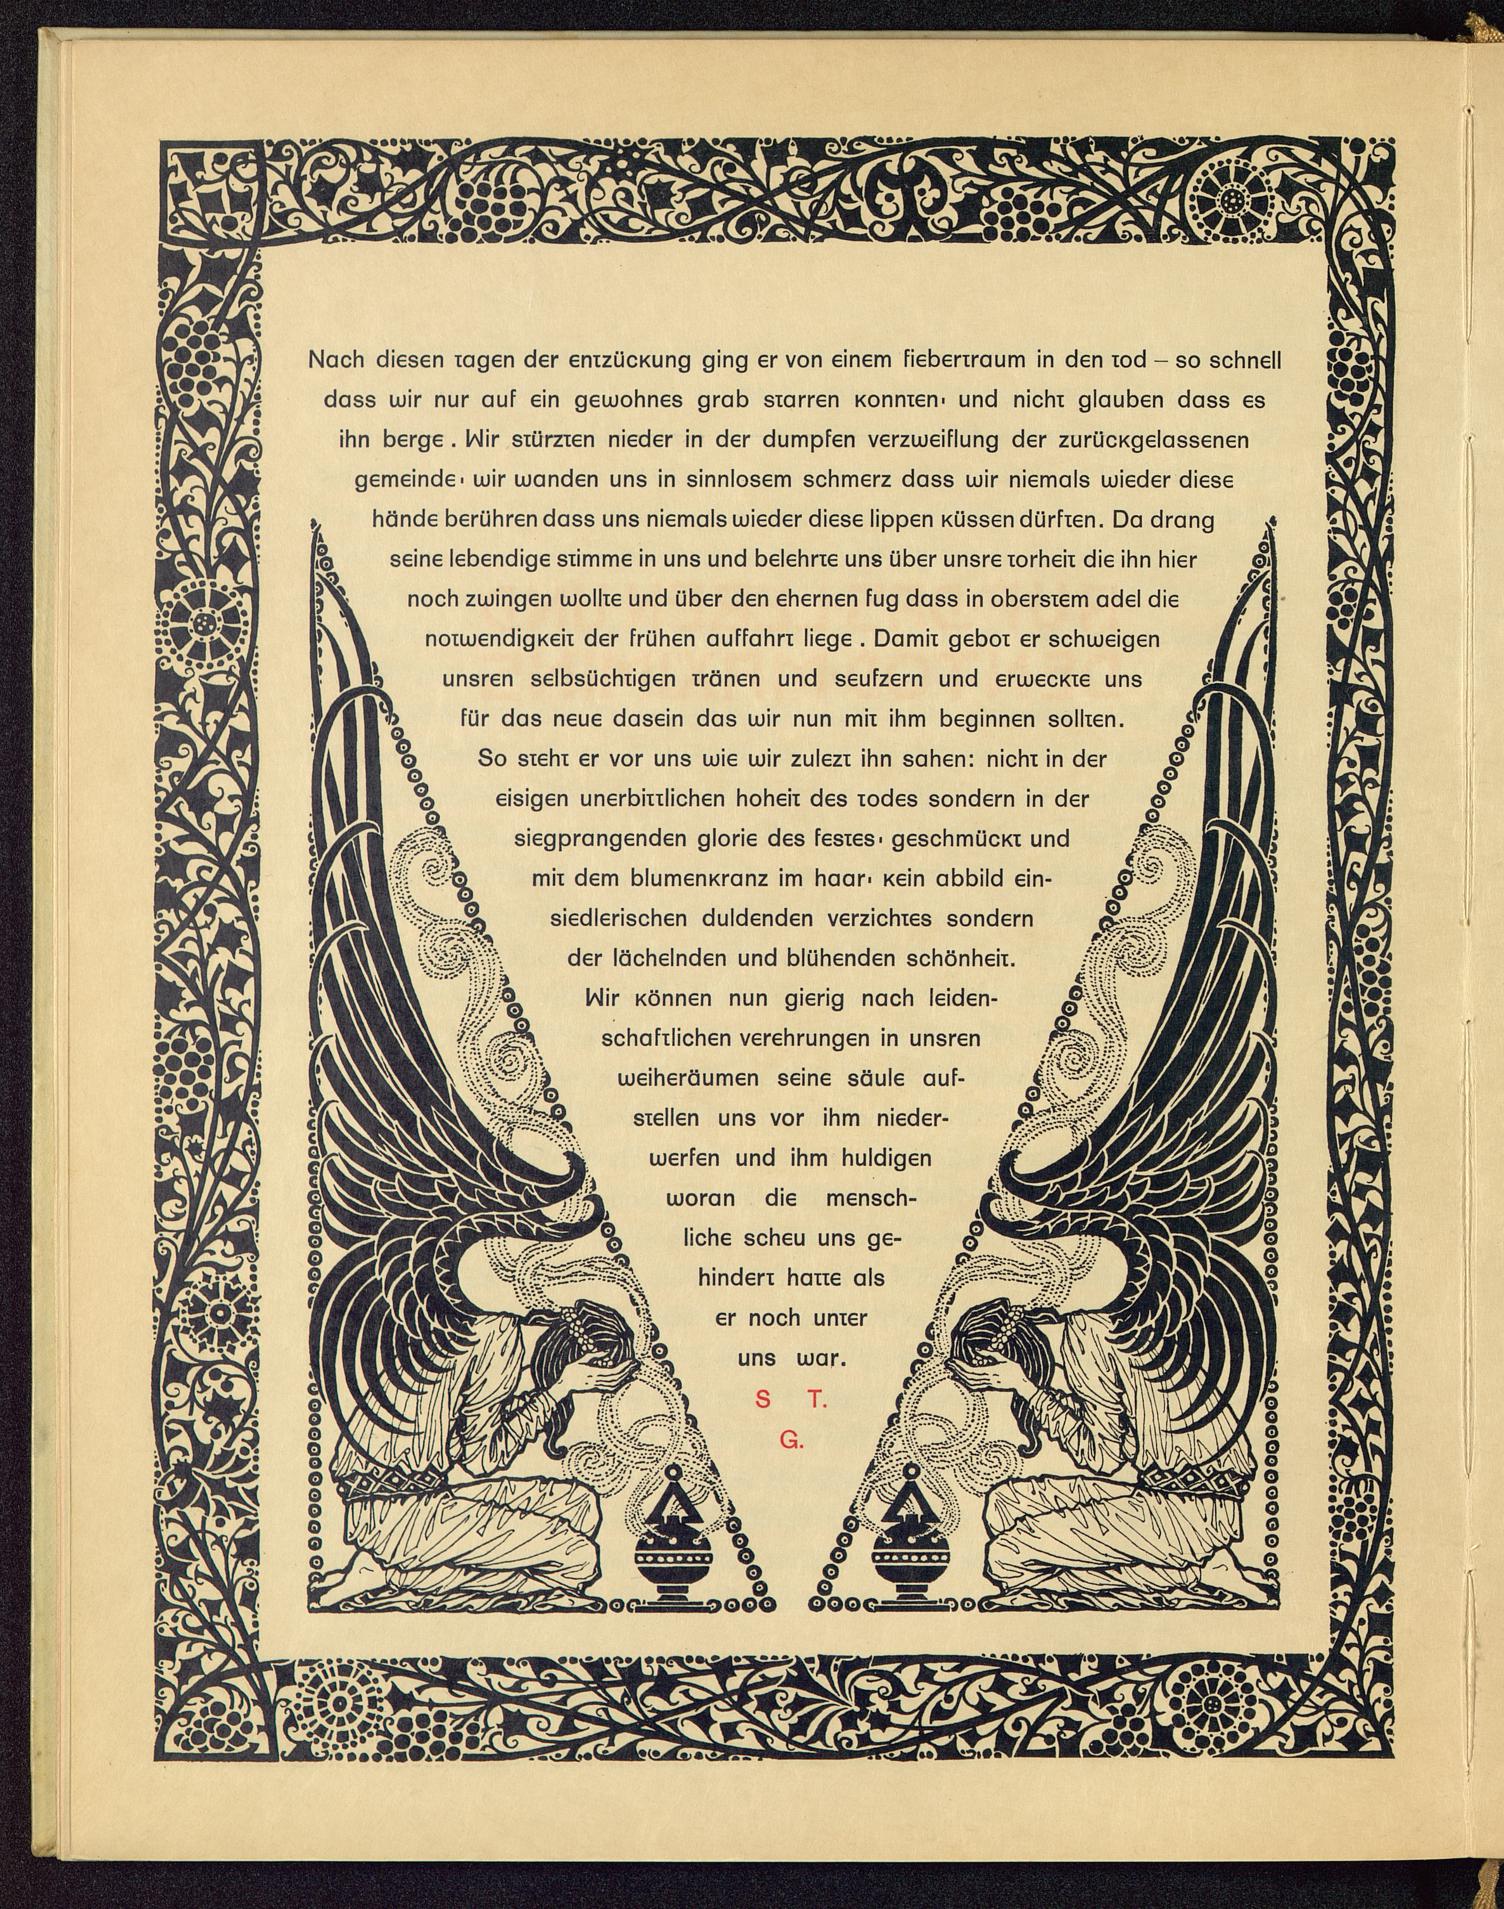 Nach diesen tagen der entzückung ging er von einem fiebertraum in den tod – so schnell
dass wir nur auf ein gewohnes grab starren konnten· und nicht glauben dass es
ihn berge . Wir stürzten nieder in der dumpfen verzweiflung der zurückgelassenen
gemeinde· wir wanden uns in sinnlosem schmerz dass wir niemals wieder diese
hände berühren dass uns niemals wieder diese lippen küssen dürften. Da drang
seine lebendige stimme in uns und belehrte uns über unsre torheit die ihn hier
noch zwingen wollte und über den ehernen fug dass in oberstem adel die
notwendigkeit der frühen auffahrt liege . Damit gebot er schweigen
unsren selbsüchtigen tränen und seufzern und erweckte uns
für das neue dasein das wir nun mit ihm beginnen sollten.
So steht er vor uns wie wir zulezt ihn sahen: nicht in der
eisigen unerbittlichen hoheit des todes sondern in der
siegprangenden glorie des festes· geschmückt und
mit dem blumenkranz im haar· kein abbild ein-
siedlerischen duldenden verzichtes sondern
der lächelnden und blühenden schönheit.
Wir können nun gierig nach leiden-
schaftlichen verehrungen in unsren
weiheräumen seine säule auf-
stellen uns vor ihm nieder-
werfen und ihm huldigen
woran die mensch-
liche scheu uns ge-
hindert hatte als
er noch unter
uns war.
S T.
G.